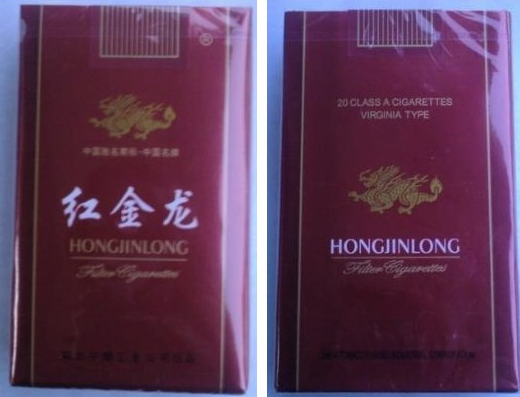 ®
中国驰名商标·中国名牌
红金龙
HONGJINLONG
Filter Cigarettes
20 CLASS A CIGARETTES
VIRGINIA TYPE
HONGJINLONG
Filter Cigarettes